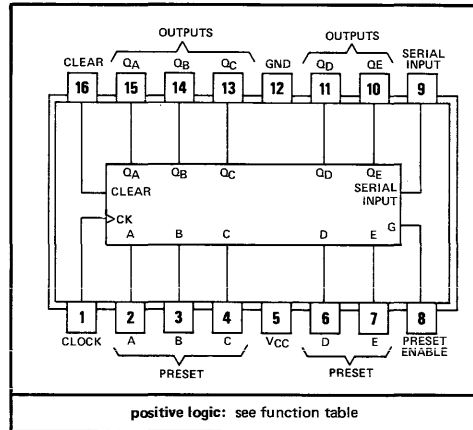 OUTPUTS OUTPUTS
CLEAR QA QB QC GND QD QE SERIAL INPUT
16 15 14 13 12 11 10 9
QA QB QC QD QE
CLEAR SERIAL INPUT
CK G
A B C D E
1 2 3 4 5 6 7 8
CLOCK A B C VCC D E PRESET ENABLE
PRESET PRESET
positive logic: see function table